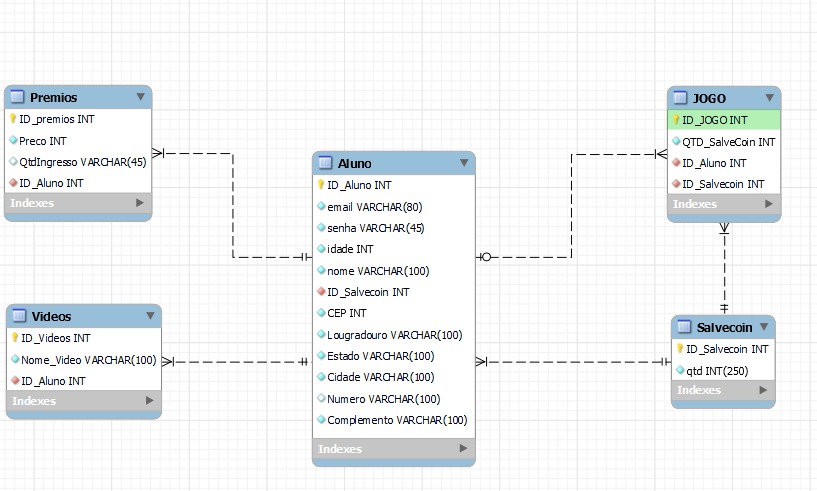 Premios
ID_premios INT
Preco INT
QtdIngresso VARCHAR(45)
ID_Aluno INT
Indexes
Videos
ID_Videos INT
Nome_Video VARCHAR(100)
ID_Aluno INT
Indexes
Aluno
ID_Aluno INT
email VARCHAR(80)
senha VARCHAR(45)
idade INT
nome VARCHAR(100)
ID_Salvecoin INT
CEP INT
Lougradouro VARCHAR(100)
Estado VARCHAR(100)
Cidade VARCHAR(100)
Numero VARCHAR(100)
Complemento VARCHAR(100)
Indexes
JOGO
ID_JOGO INT
QTD_SalveCoin INT
ID_Aluno INT
ID_Salvecoin INT
Indexes
Salvecoin
ID_Salvecoin INT
qtd INT(250)
Indexes